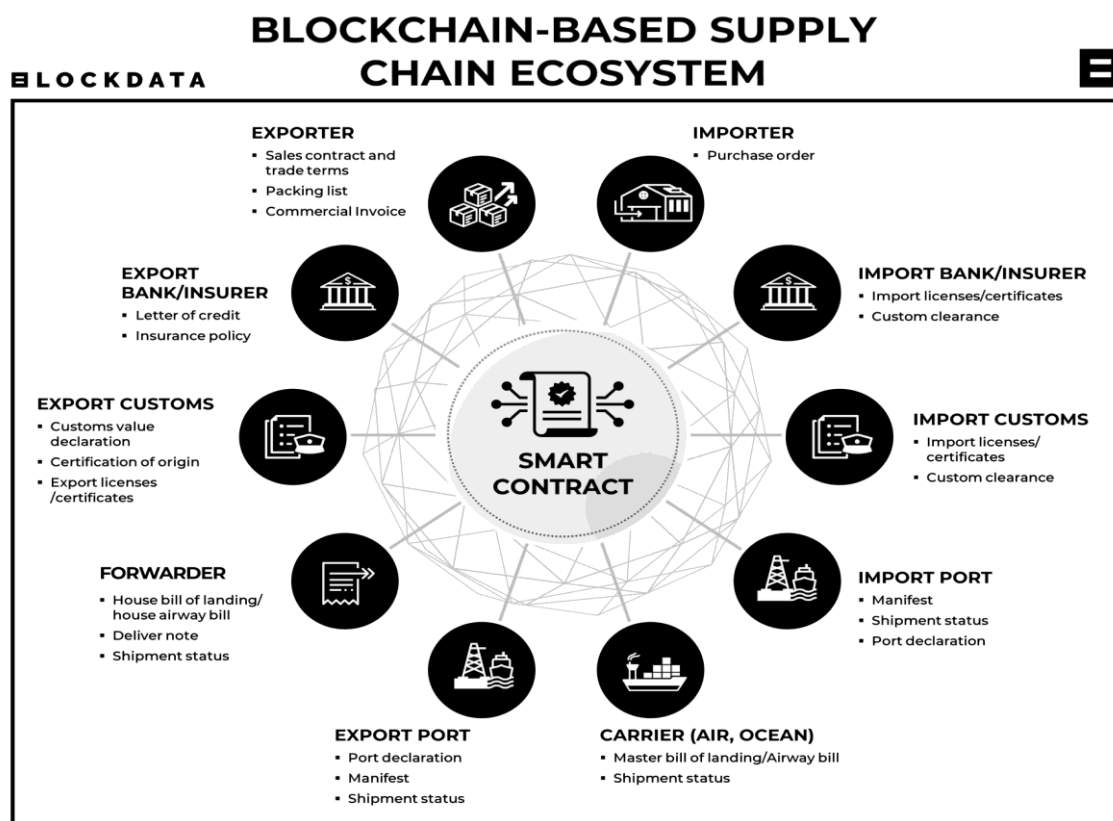 BLOCKCHAIN-BASED SUPPLY
CHAIN ECOSYSTEM
BLOCKDATA
B
EXPORTER
▪ Sales contract and
trade terms
▪ Packing list
▪ Commercial Invoice
IMPORTER
▪ Purchase order
EXPORT
BANK/INSURER
▪ Letter of credit
▪ Insurance policy
IMPORT BANK/INSURER
▪ Import licenses/certificates
▪ Custom clearance
EXPORT CUSTOMS
▪ Customs value
declaration
▪ Certification of origin
▪ Export licenses
/certificates
SMART
CONTRACT
IMPORT CUSTOMS
▪ Import licenses/
certificates
▪ Custom clearance
FORWARDER
▪ House bill of landing/
house airway bill
▪ Deliver note
▪ Shipment status
IMPORT PORT
▪ Manifest
▪ Shipment status
▪ Port declaration
EXPORT PORT
▪ Port declaration
▪ Manifest
▪ Shipment status
CARRIER (AIR, OCEAN)
▪ Master bill of landing/Airway bill
▪ Shipment status